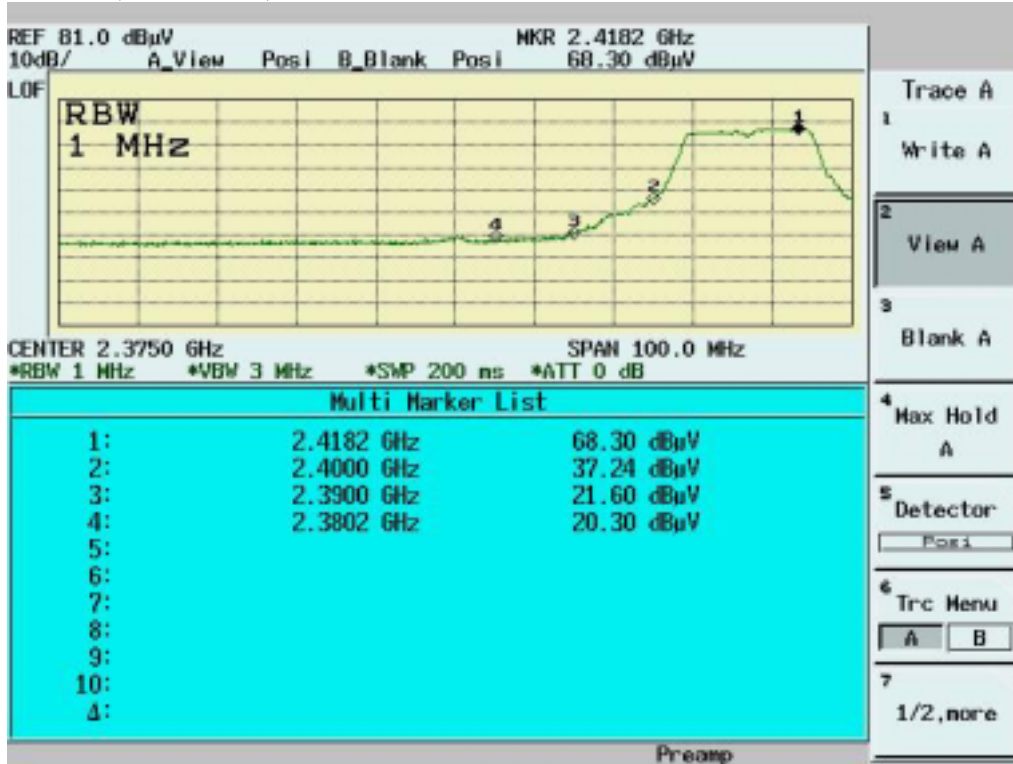 REF 81.0 dBµV MKR 2.4182 GHz
10dB/ A_View Posi B_Blank Posi 68.30 dBµV
LOF
RBW
1 MHz
1
2
3
4
CENTER 2.3750 GHz SPAN 100.0 MHz
*RBW 1 MHz *VBW 3 MHz *SWP 200 ms *ATT 0 dB
Multi Marker List
1: 2.4182 GHz 68.30 dBµV
2: 2.4000 GHz 37.24 dBµV
3: 2.3900 GHz 21.60 dBµV
4: 2.3802 GHz 20.30 dBµV
5:
6:
7:
8:
9:
10:
Δ:
Preamp
Trace A
1
Write A
2
View A
3
Blank A
4
Max Hold
A
5
Detector
Posi
6
Trc Menu
A B
7
1/2,more